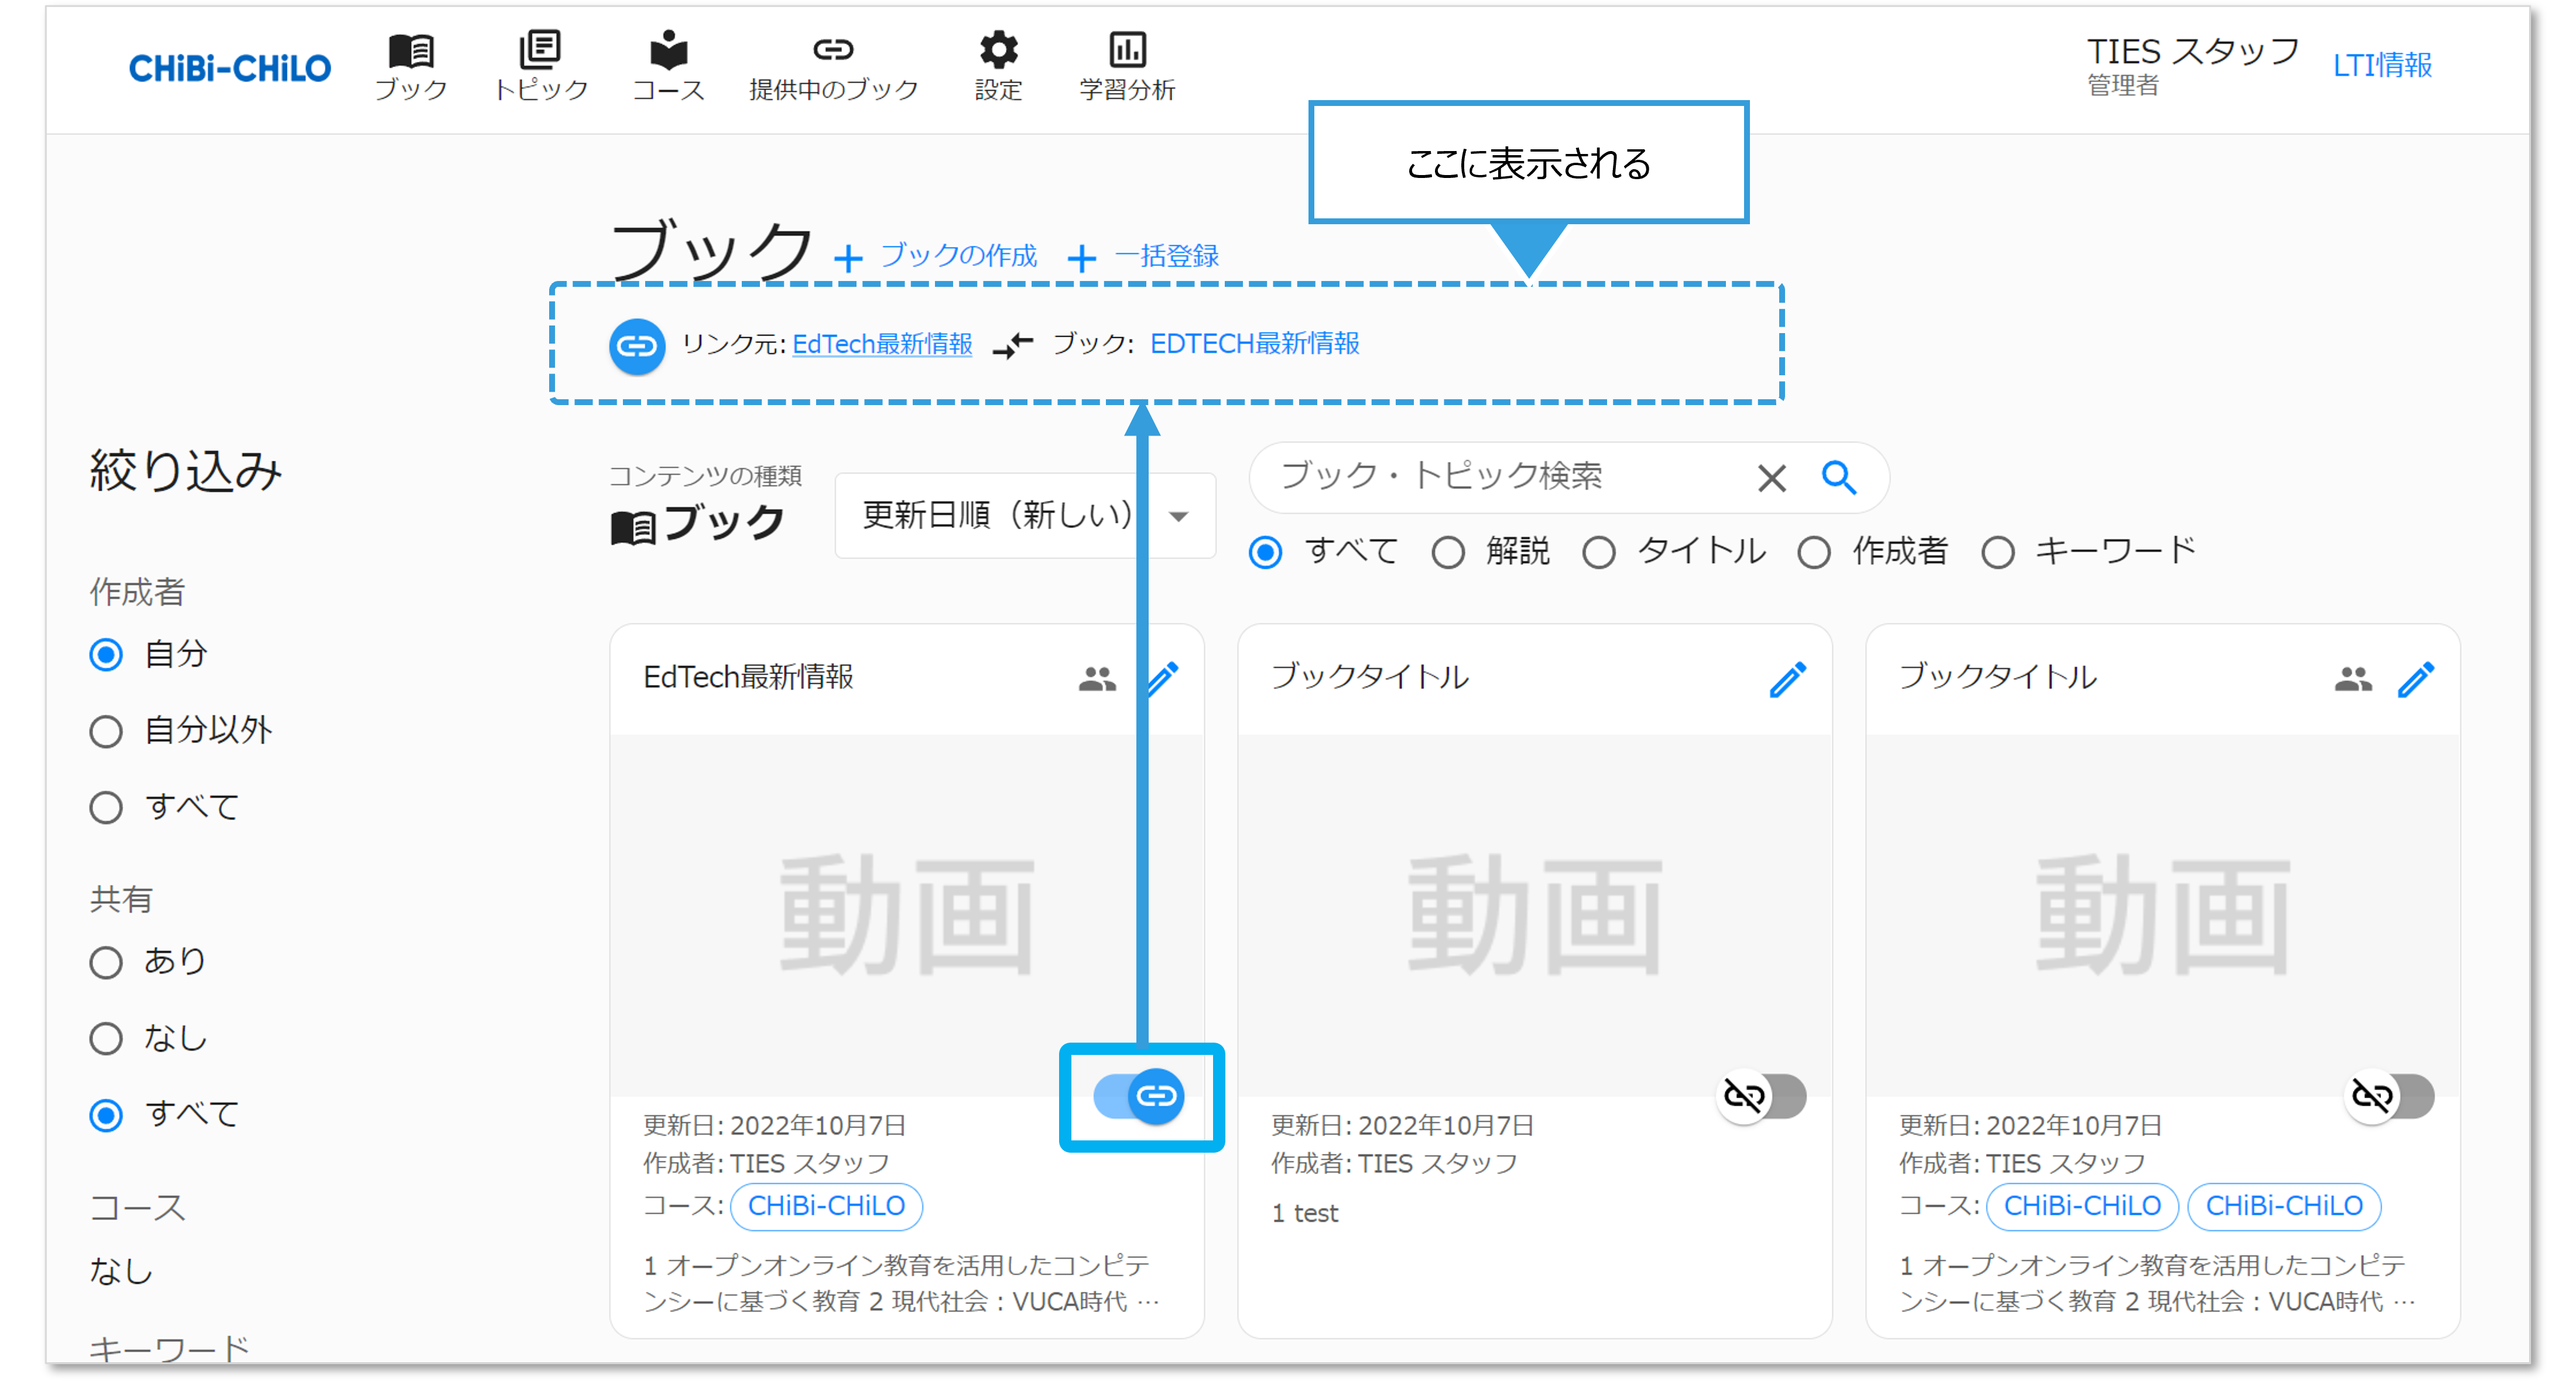 CHiBi-CHiLO
ブック
トピック
コース
提供中のブック
設定
学習分析
TIES スタッフ
管理者
LTI情報
ここに表示される
ブック + ブックの作成 + 一括登録
リンク元: EdTech最新情報 ブック: EDTECH最新情報
絞り込み
作成者
自分
自分以外
すべて
共有
あり
なし
すべて
コース
なし
キーワード
コンテンツの種類
ブック
更新日順（新しい）
ブック・トピック検索
すべて 解説 タイトル 作成者 キーワード
EdTech最新情報
動画
更新日: 2022年10月7日
作成者: TIES スタッフ
コース: CHiBi-CHiLO
1 オープンオンライン教育を活用したコンピテ
ンシーに基づく教育 2 現代社会：VUCA時代 …
ブックタイトル
動画
更新日: 2022年10月7日
作成者: TIES スタッフ
1 test
ブックタイトル
動画
更新日: 2022年10月7日
作成者: TIES スタッフ
コース: CHiBi-CHiLO CHiBi-CHiLO
1 オープンオンライン教育を活用したコンピテ
ンシーに基づく教育 2 現代社会：VUCA時代 …